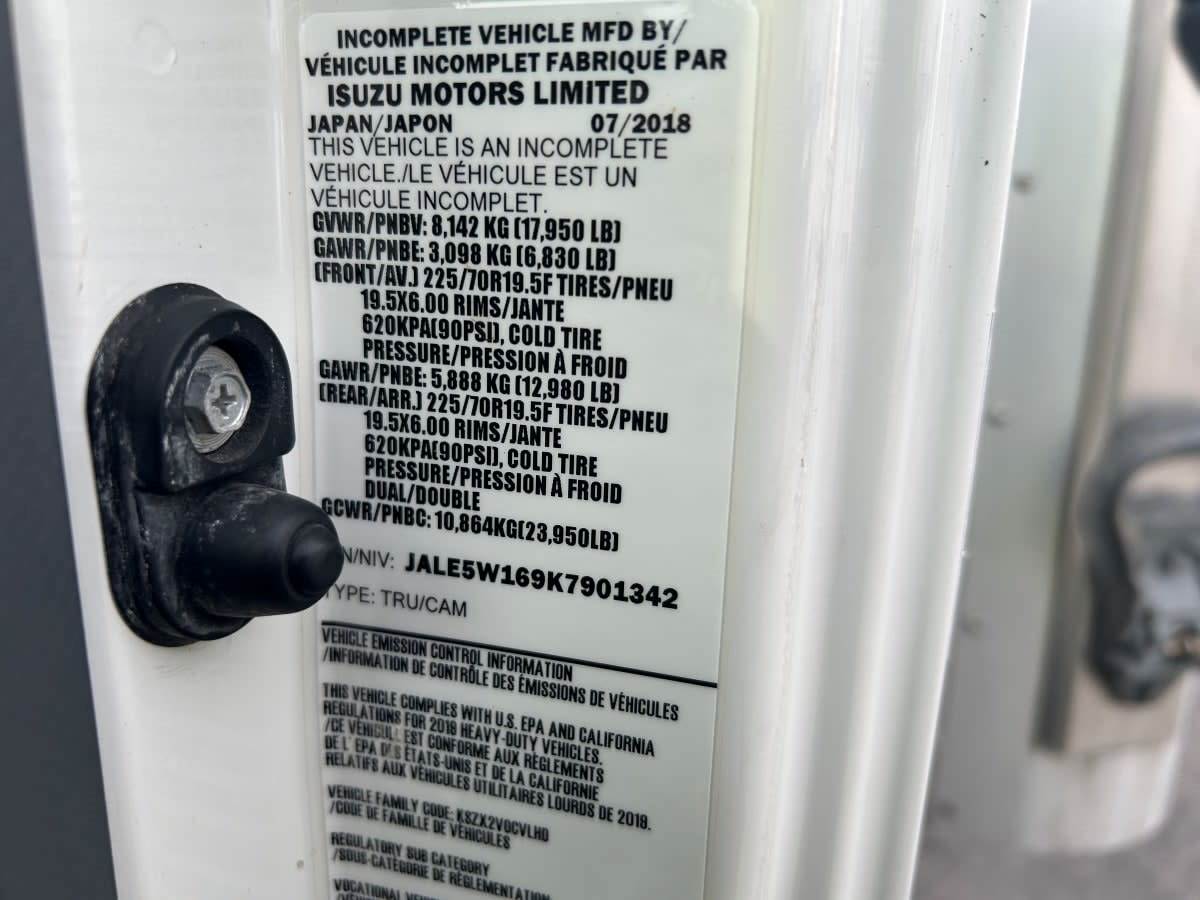 INCOMPLETE VEHICLE MFD BY/
VÉHICULE INCOMPLET FABRIQUÉ PAR
ISUZU MOTORS LIMITED
JAPAN/JAPON 07/2018
THIS VEHICLE IS AN INCOMPLETE
VEHICLE./LE VÉHICULE EST UN
VÉHICULE INCOMPLET.
GVWR/PNBV: 8,142 KG (17,950 LB)
GAWR/PNBE: 3,098 KG (6,830 LB)
(FRONT/AV.) 225/70R19.5F TIRES/PNEU
19.5X6.00 RIMS/JANTE
620KPA(90PSI), COLD TIRE
PRESSURE/PRESSION À FROID
GAWR/PNBE: 5,888 KG (12,980 LB)
(REAR/ARR.) 225/70R19.5F TIRES/PNEU
19.5X6.00 RIMS/JANTE
620KPA(90PSI), COLD TIRE
PRESSURE/PRESSION À FROID
DUAL/DOUBLE
GCWR/PNBC: 10,864KG(23,950LB)
N/NIV: JALE5W169K7901342
TYPE: TRU/CAM
VEHICLE EMISSION CONTROL INFORMATION
/INFORMATION DE CONTRÔLE DES ÉMISSIONS DE VÉHICULES
THIS VEHICLE COMPLIES WITH U.S. EPA AND CALIFORNIA
REGULATIONS FOR 2019 HEAVY-DUTY VEHICLES.
/CE VÉHICULE EST CONFORME AUX RÈGLEMENTS
DE L' EPA DES ÉTATS-UNIS ET DE LA CALIFORNIE
RELATIFS AUX VÉHICULES UTILITAIRES LOURDS DE 2019.
VEHICLE FAMILY CODE: KSZX2VOCVLHD
/CODE DE FAMILLE DE VÉHICULES
REGULATORY SUB CATEGORY
/SOUS-CATÉGORIE DE RÉGLEMENTATION
VOCATIONAL